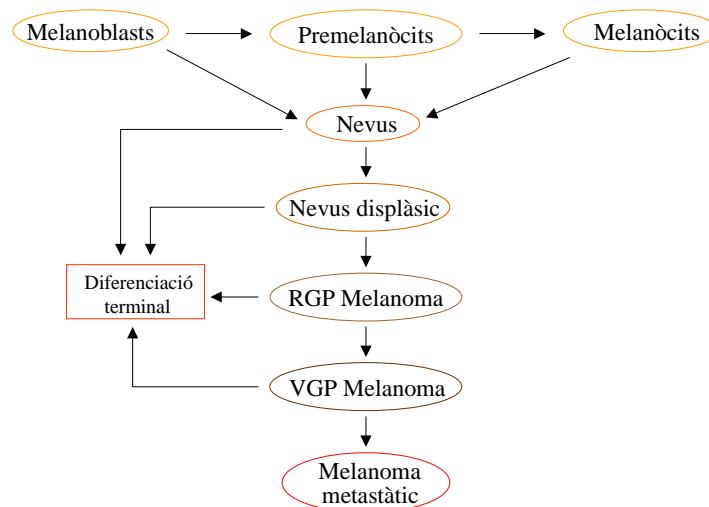 Melanoblasts
Premelanòcits
Melanòcits
Nevus
Nevus displàsic
Diferenciació
terminal
RGP Melanoma
VGP Melanoma
Melanoma
metastàtic